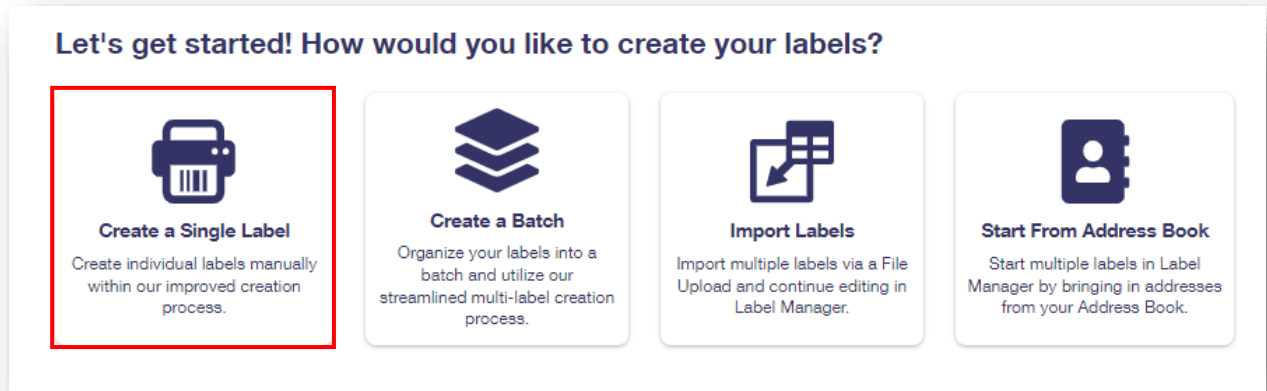 Let's get started! How would you like to create your labels?
Create a Single Label
Create individual labels manually
within our improved creation
process.
Create a Batch
Organize your labels into a
batch and utilize our
streamlined multi-label creation
process.
Import Labels
Import multiple labels via a File
Upload and continue editing in
Label Manager.
Start From Address Book
Start multiple labels in Label
Manager by bringing in addresses
from your Address Book.